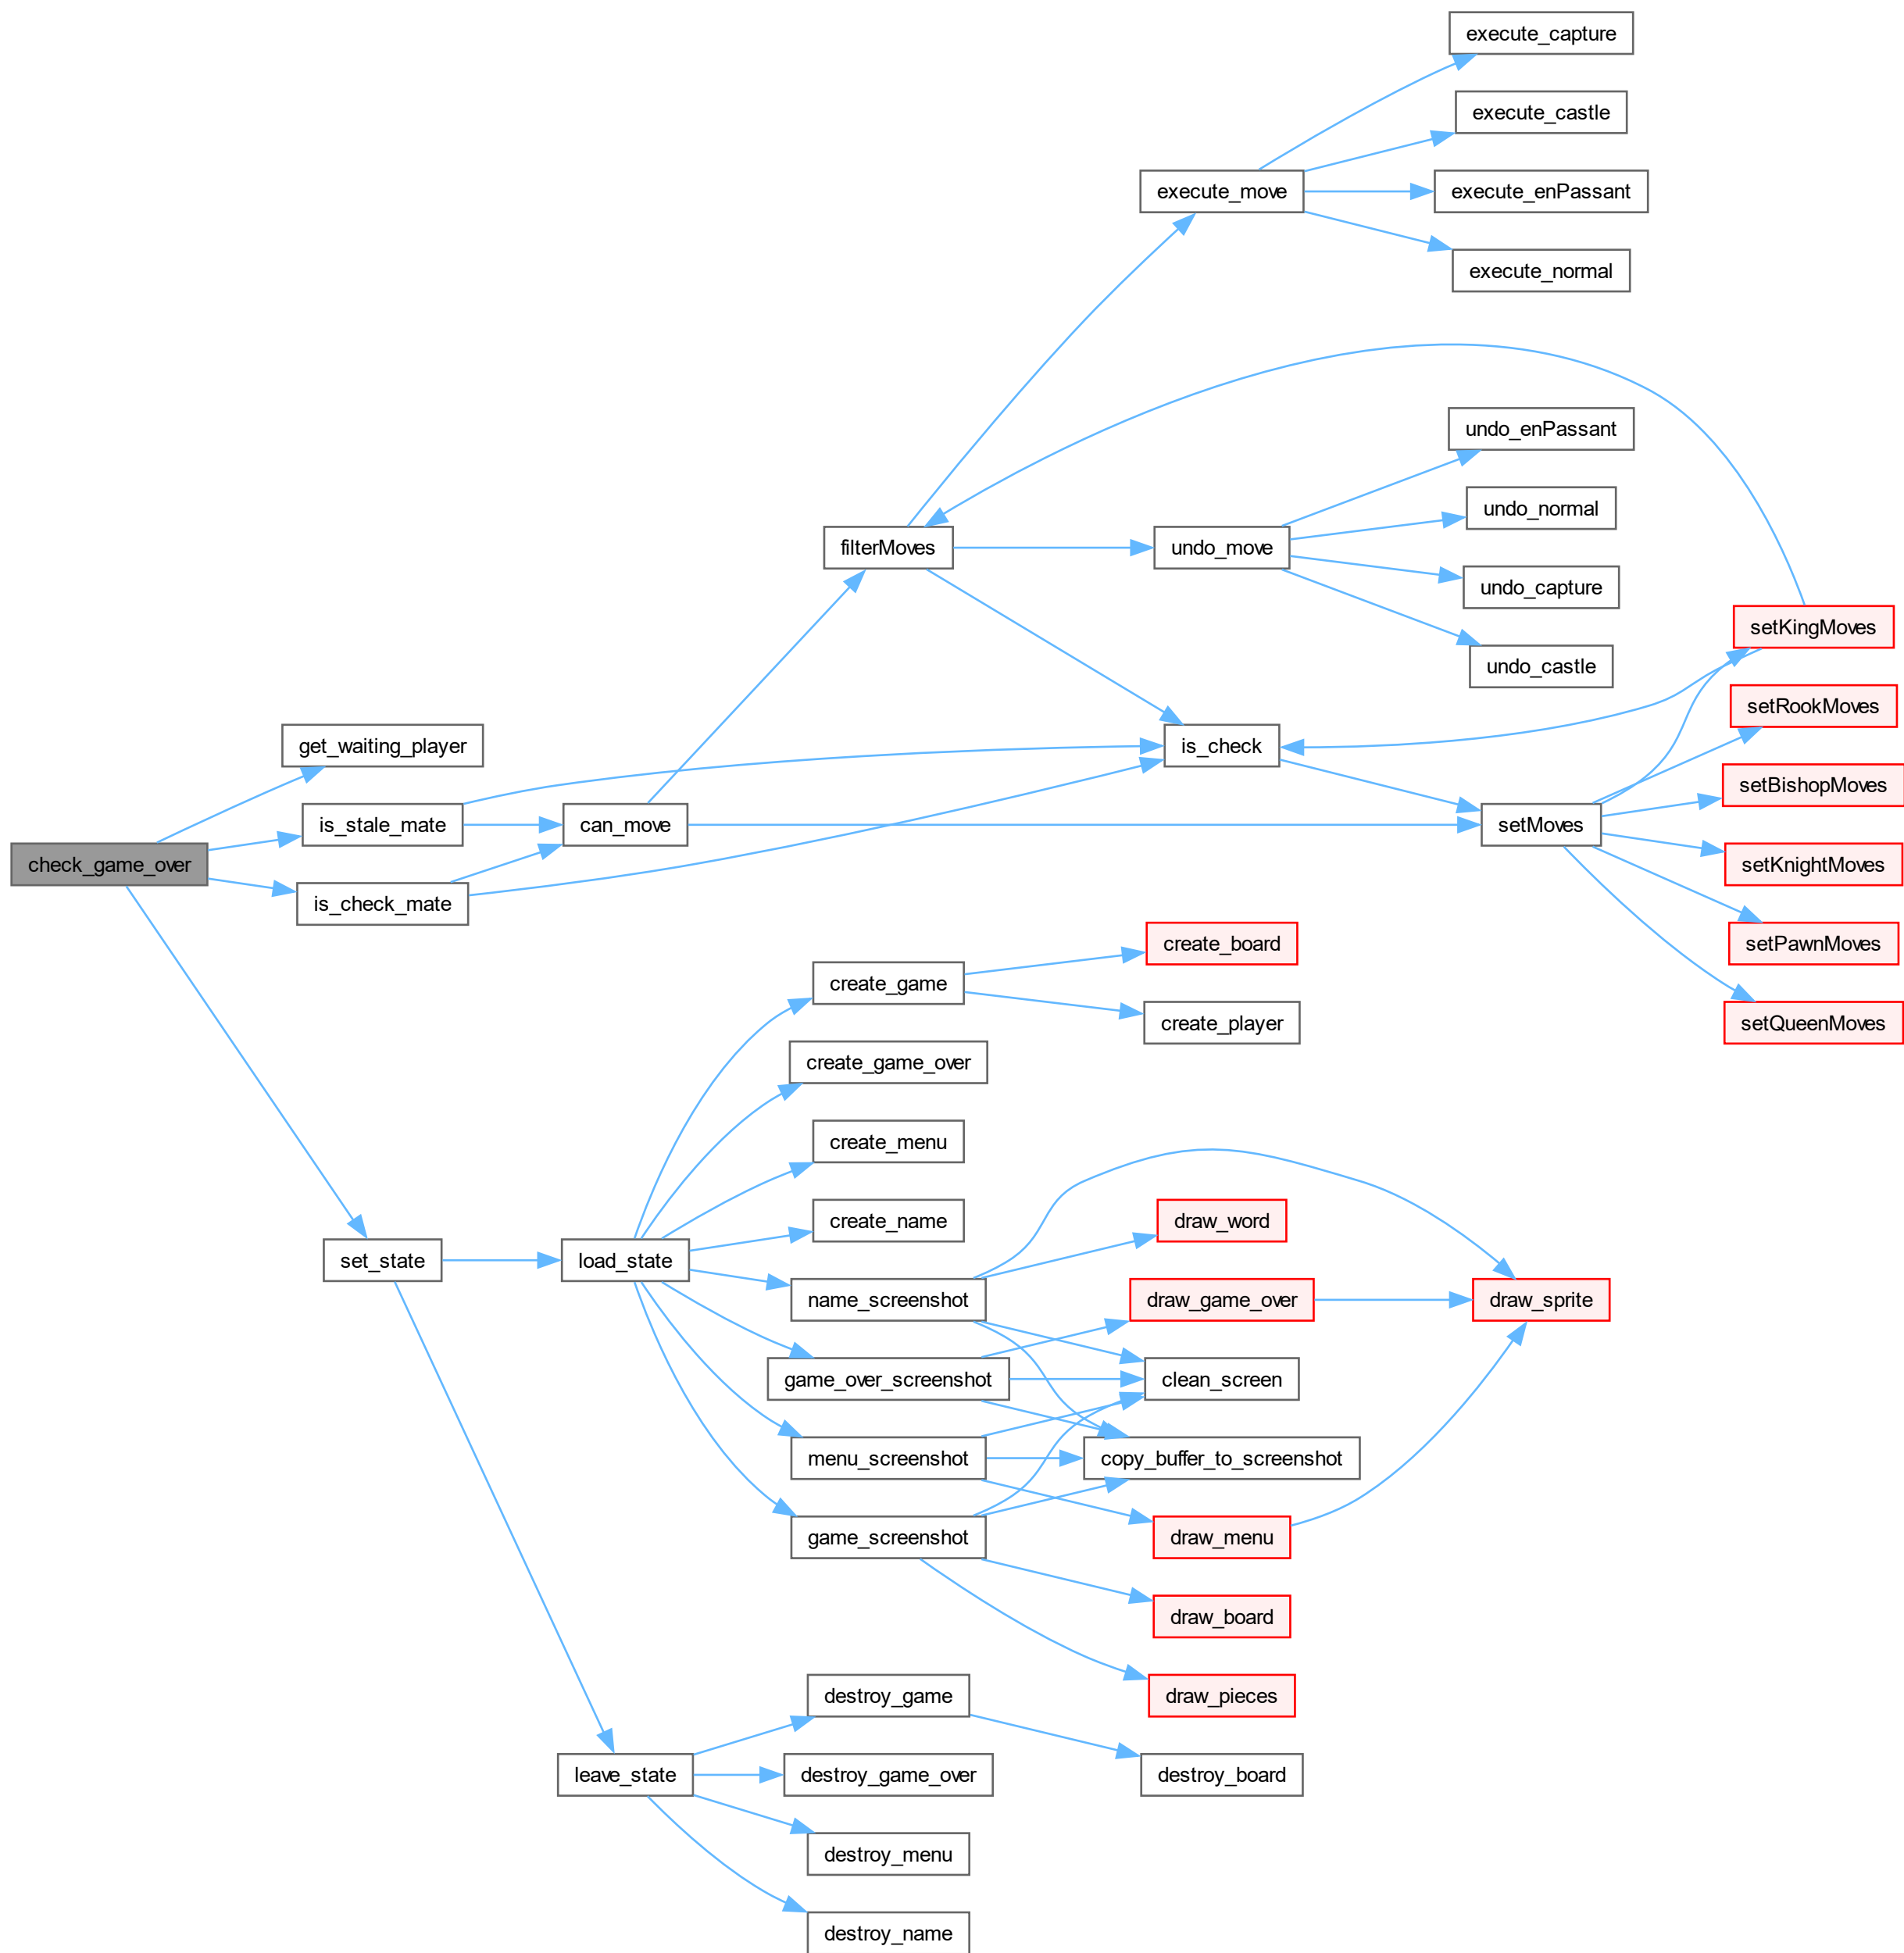 execute_capture
execute_castle
execute_move
execute_enPassant
execute_normal
undo_enPassant
undo_normal
filterMoves
undo_move
undo_capture
setKingMoves
undo_castle
setRookMoves
get_waiting_player
is_check
setBishopMoves
is_stale_mate
can_move
setMoves
check_game_over
setKnightMoves
is_check_mate
setPawnMoves
create_board
create_game
create_player
setQueenMoves
create_game_over
create_menu
create_name
draw_word
set_state
load_state
name_screenshot
draw_game_over
draw_sprite
game_over_screenshot
clean_screen
menu_screenshot
copy_buffer_to_screenshot
game_screenshot
draw_menu
draw_board
destroy_game
draw_pieces
leave_state
destroy_game_over
destroy_board
destroy_menu
destroy_name